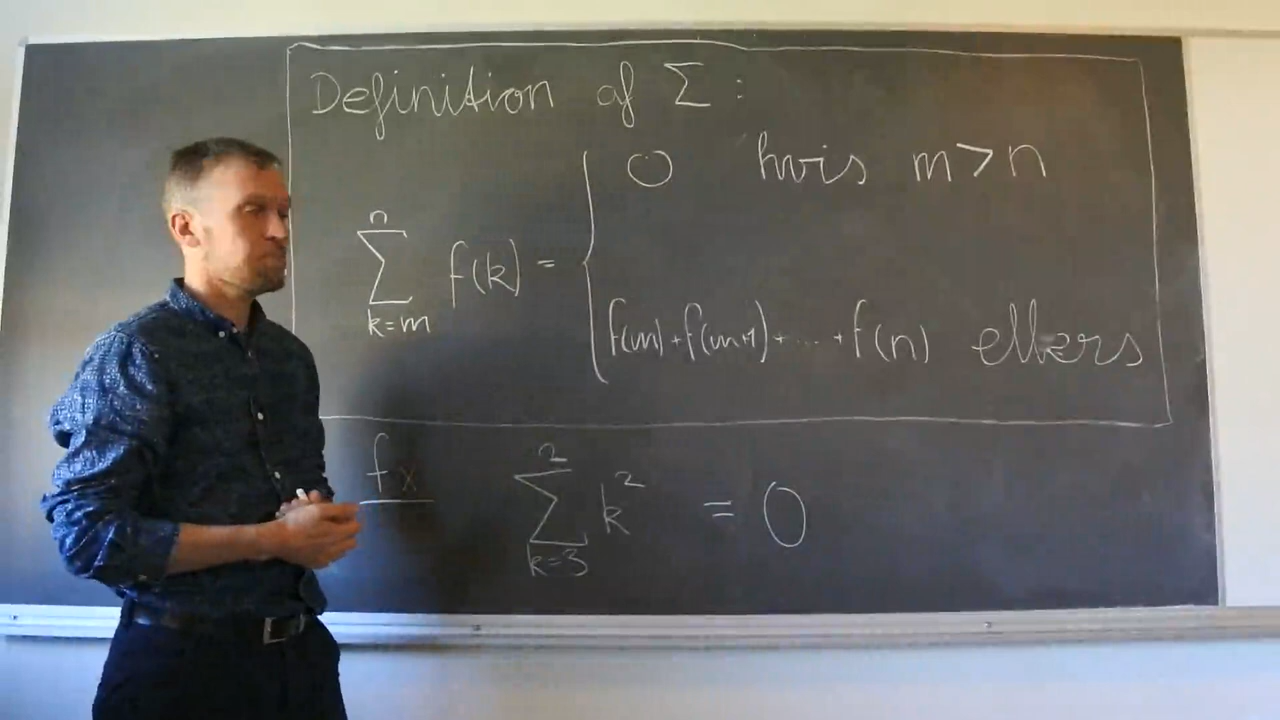 Definition af Σ :
0 hvis m>n
n
Σ f(k) =
k=m
f(m)+f(m+1)+...+f(n) ellers
fx
2
Σ k² = 0
k=3